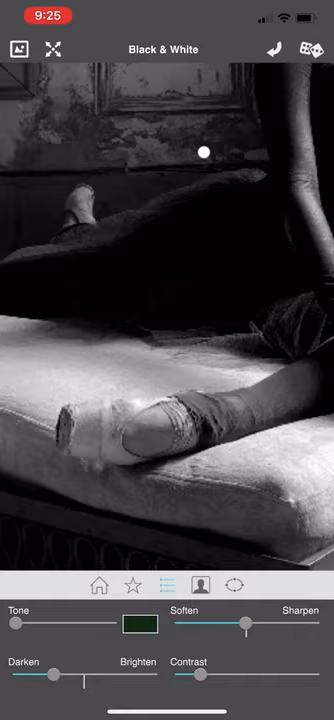 9:25
Black & White
Tone
Soften
Sharpen
Darken
Brighten
Contrast